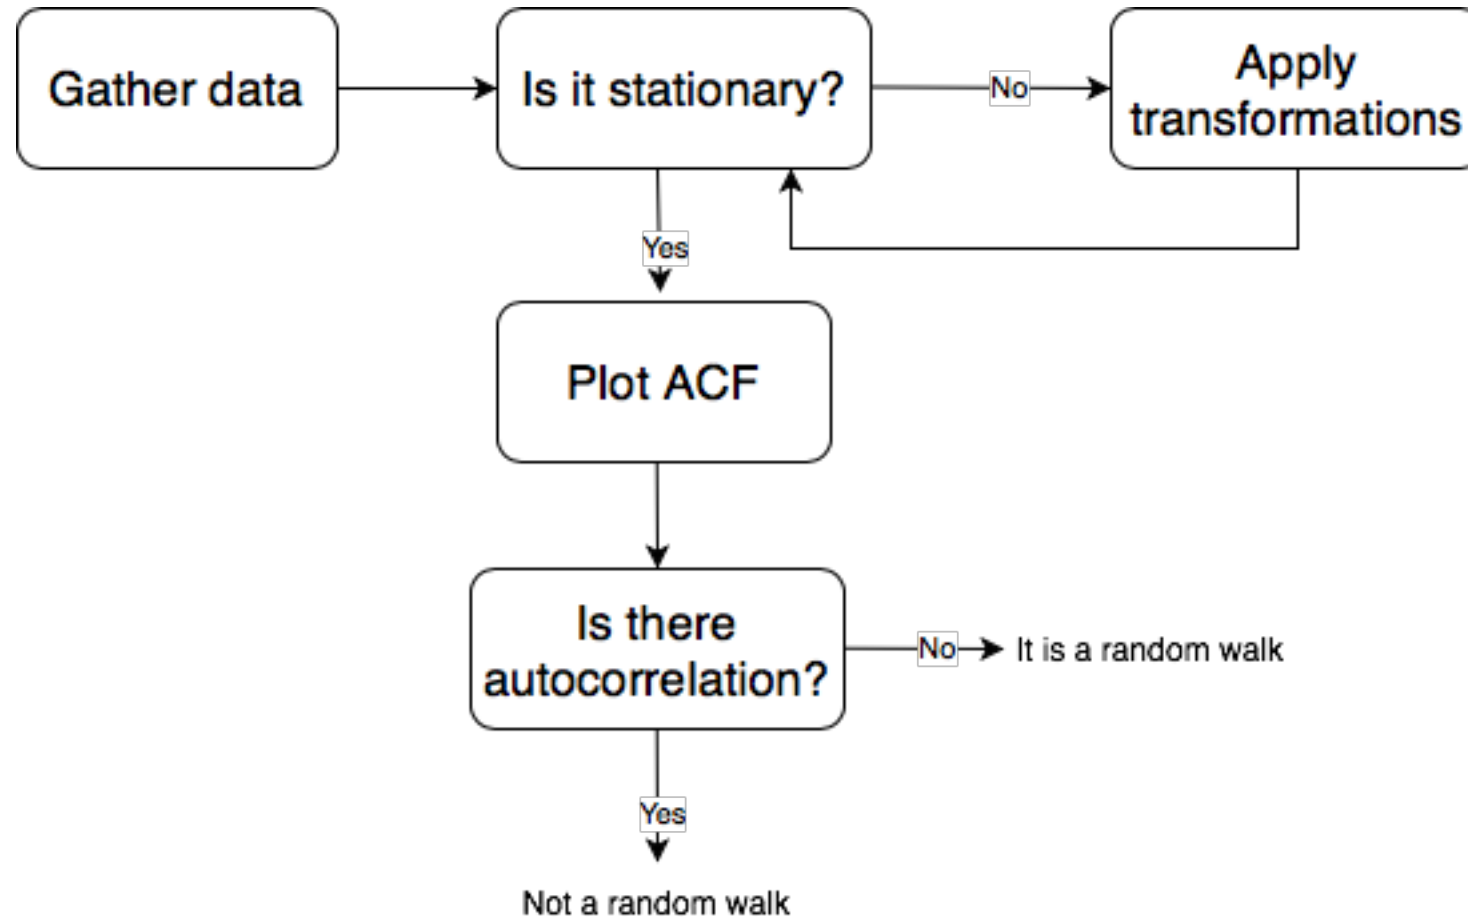 Gather data
Is it stationary?
No
Apply
transformations
Yes
Plot ACF
Is there
autocorrelation?
No
It is a random walk
Yes
Not a random walk